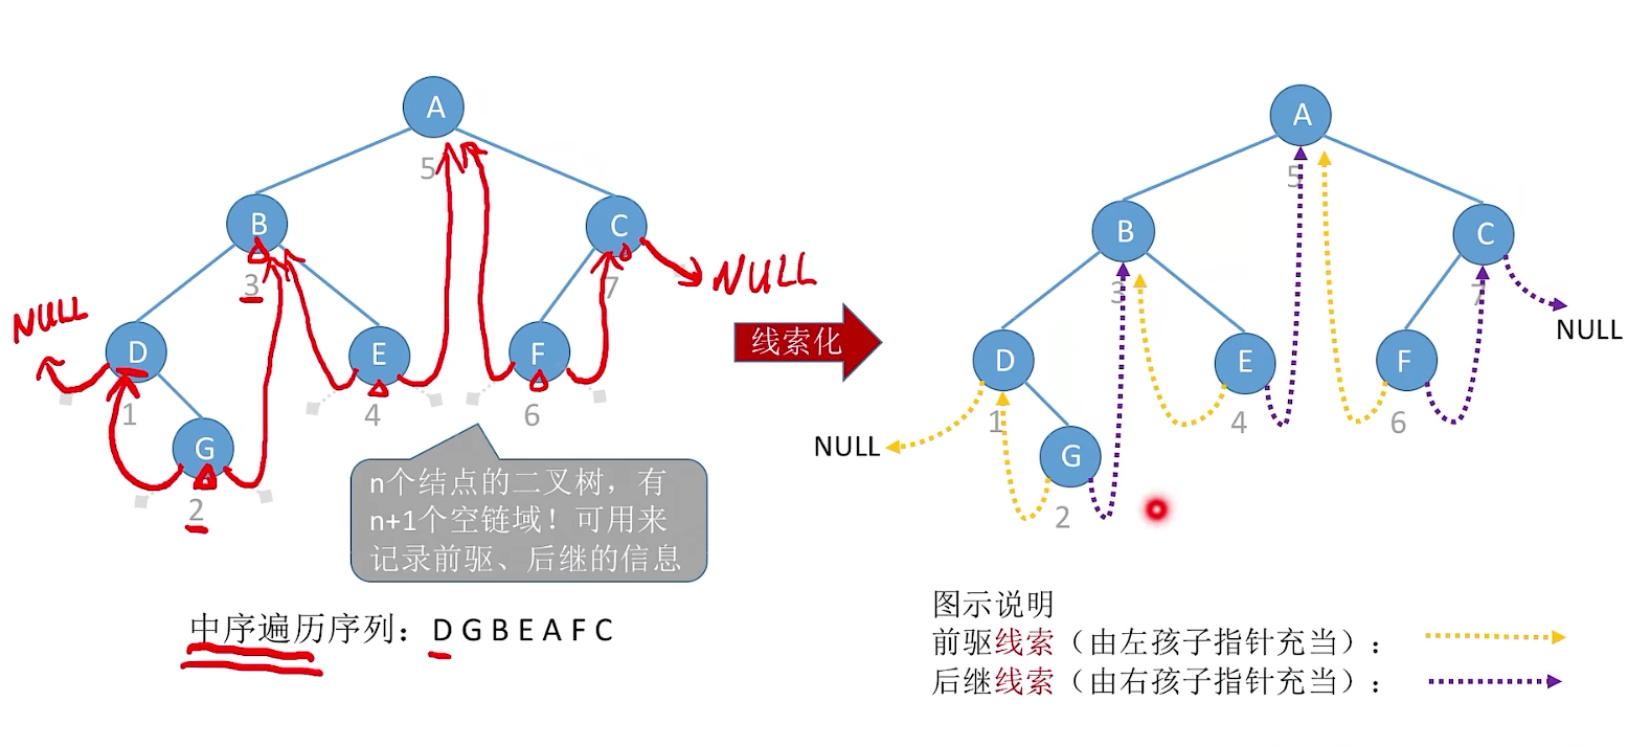 A
5
B
3
C
7
NULL
NULL
D
1
E
4
F
6
G
2
n个结点的二叉树，有
n+1个空链域！可用来
记录前驱、后继的信息
中序遍历序列：D G B E A F C
线索化
A
5
B
3
C
7
NULL
D
1
E
4
F
6
NULL
G
2
图示说明
前驱线索（由左孩子指针充当）：
后继线索（由右孩子指针充当）：